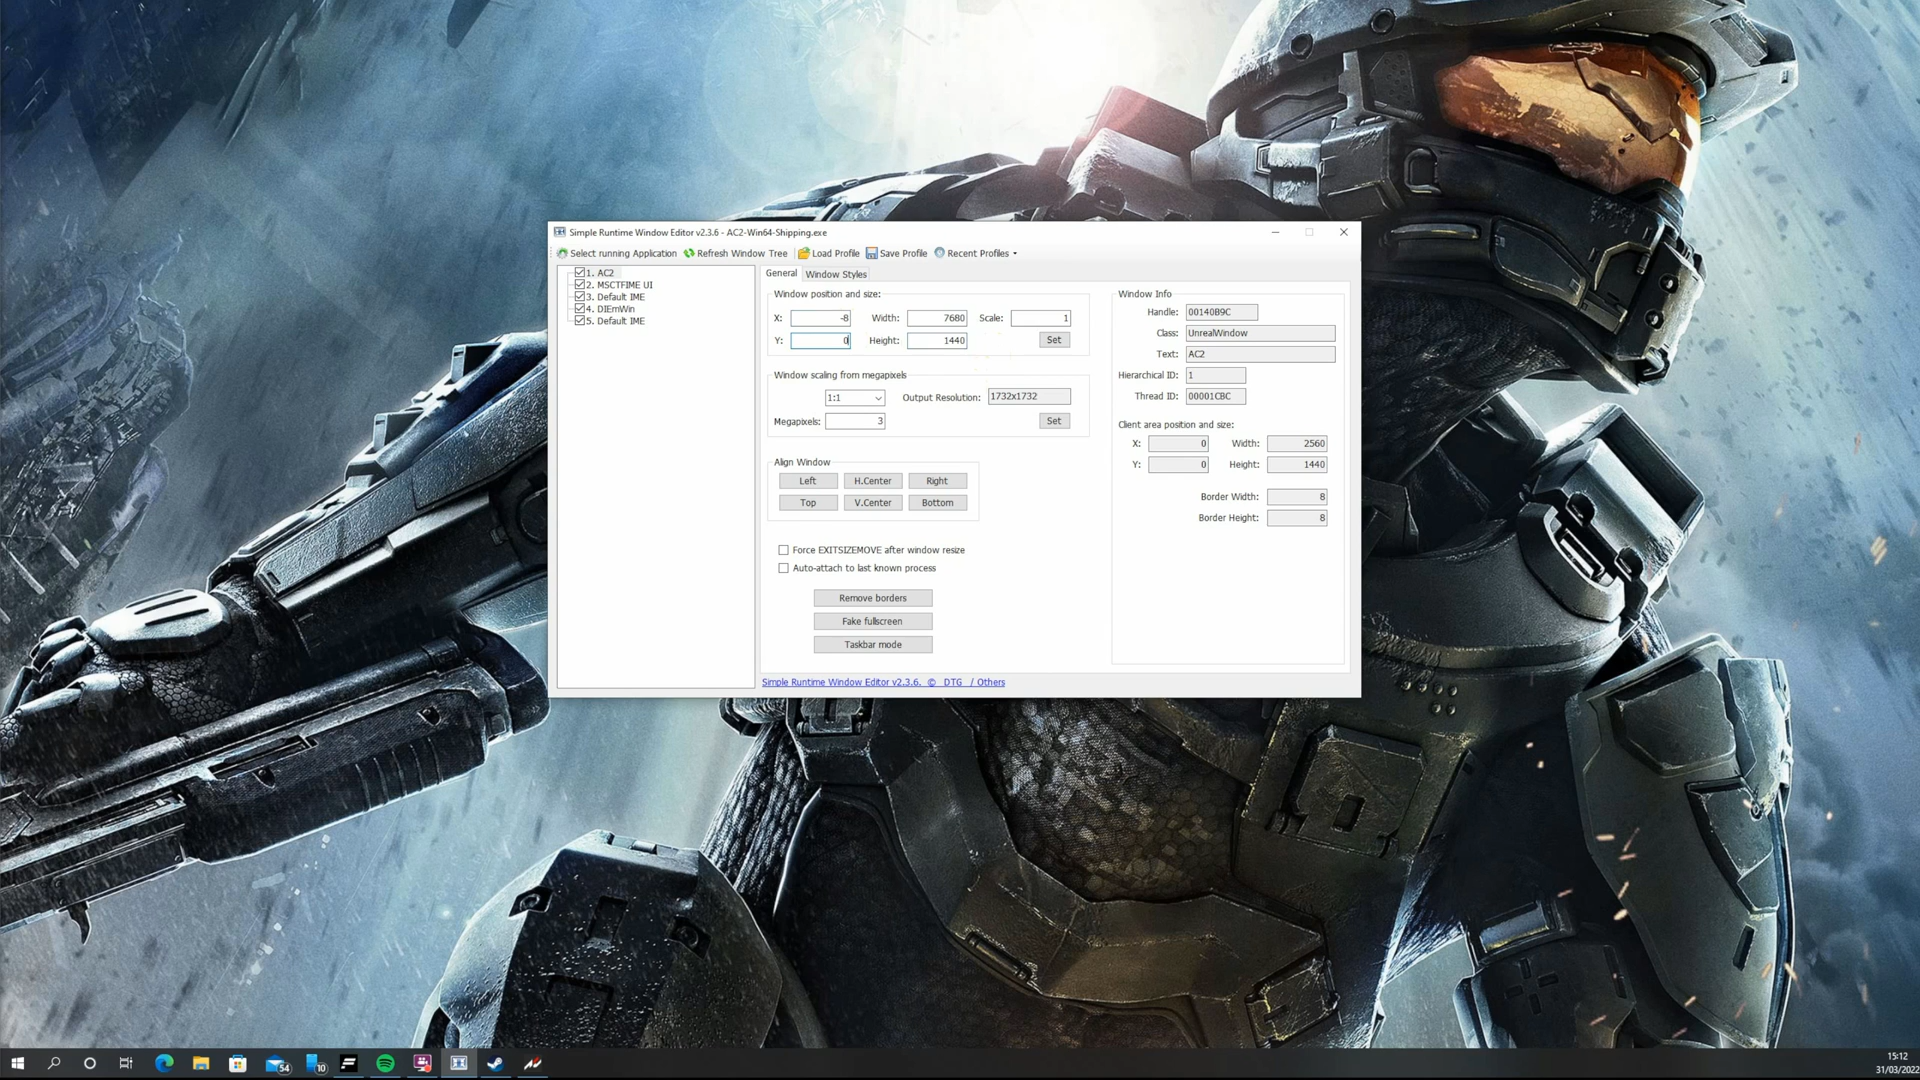 Simple Runtime Window Editor v2.3.6 - AC2-Win64-Shipping.exe
Select running Application Refresh Window Tree Load Profile Save Profile Recent Profiles
1. AC2
2. MSCTFIME UI
3. Default IME
4. DIEmWin
5. Default IME
General Window Styles
Window position and size:
X: -8 Width: 7680 Scale: 1
Y: 0 Height: 1440 Set
Window scaling from megapixels
1:1 Output Resolution: 1732x1732
Megapixels: 3 Set
Align Window
Left H.Center Right
Top V.Center Bottom
Force EXITSIZEMOVE after window resize
Auto-attach to last known process
Remove borders
Fake fullscreen
Taskbar mode
Window Info
Handle: 00140B9C
Class: UnrealWindow
Text: AC2
Hierarchical ID: 1
Thread ID: 00001CBC
Client area position and size:
X: 0 Width: 2560
Y: 0 Height: 1440
Border Width: 8
Border Height: 8
Simple Runtime Window Editor v2.3.6. © DTG / Others
54
10
15:12
31/03/2022